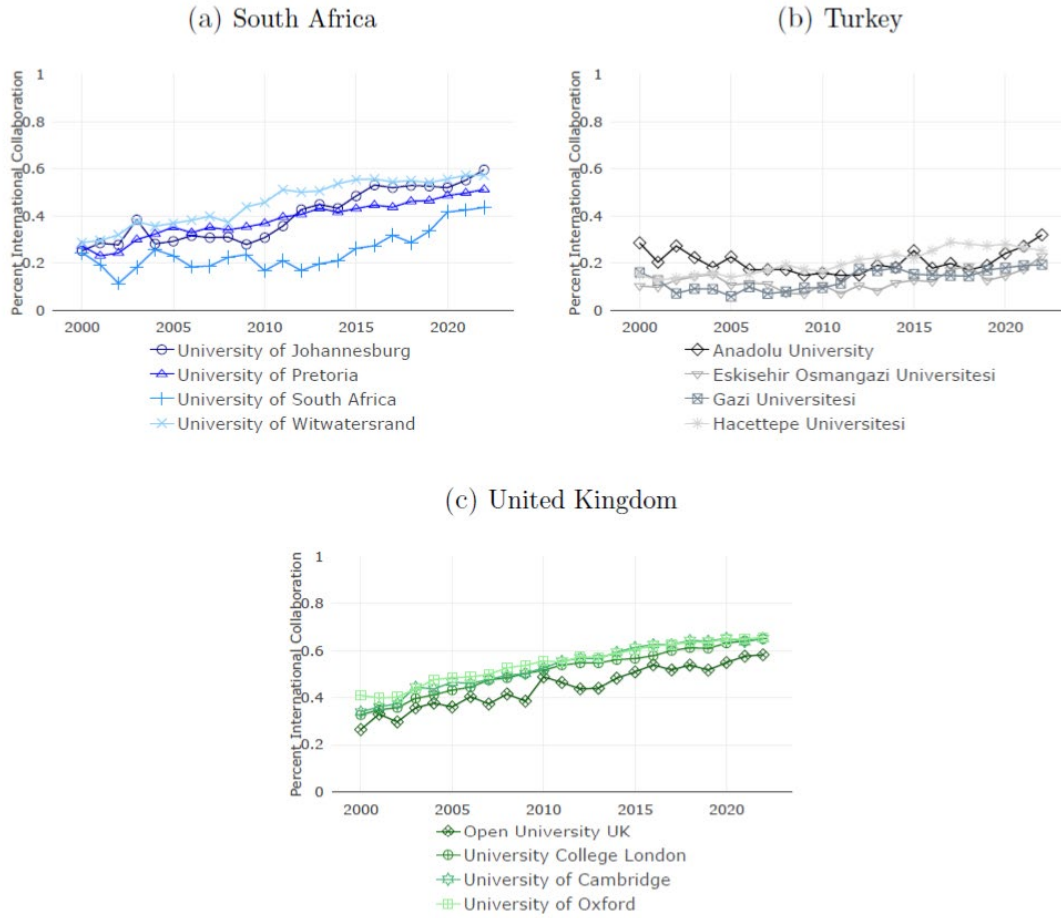 (a) South Africa
Percent International Collaboration
1
0.8
0.6
0.4
0.2
0
2000 2005 2010 2015 2020
University of Johannesburg
University of Pretoria
University of South Africa
University of Witwatersrand
(b) Turkey
Percent International Collaboration
1
0.8
0.6
0.4
0.2
0
2000 2005 2010 2015 2020
Anadolu University
Eskisehir Osmangazi Universitesi
Gazi Universitesi
Hacettepe Universitesi
(c) United Kingdom
Percent International Collaboration
1
0.8
0.6
0.4
0.2
0
2000 2005 2010 2015 2020
Open University UK
University College London
University of Cambridge
University of Oxford